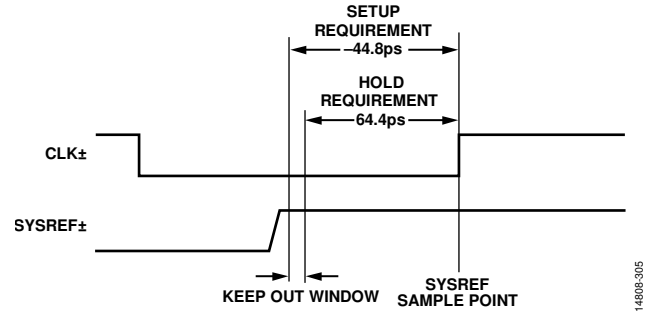 SETUP
REQUIREMENT
–44.8ps
HOLD
REQUIREMENT
64.4ps
CLK±
SYSREF±
KEEP OUT WINDOW
SYSREF
SAMPLE POINT
14808-305